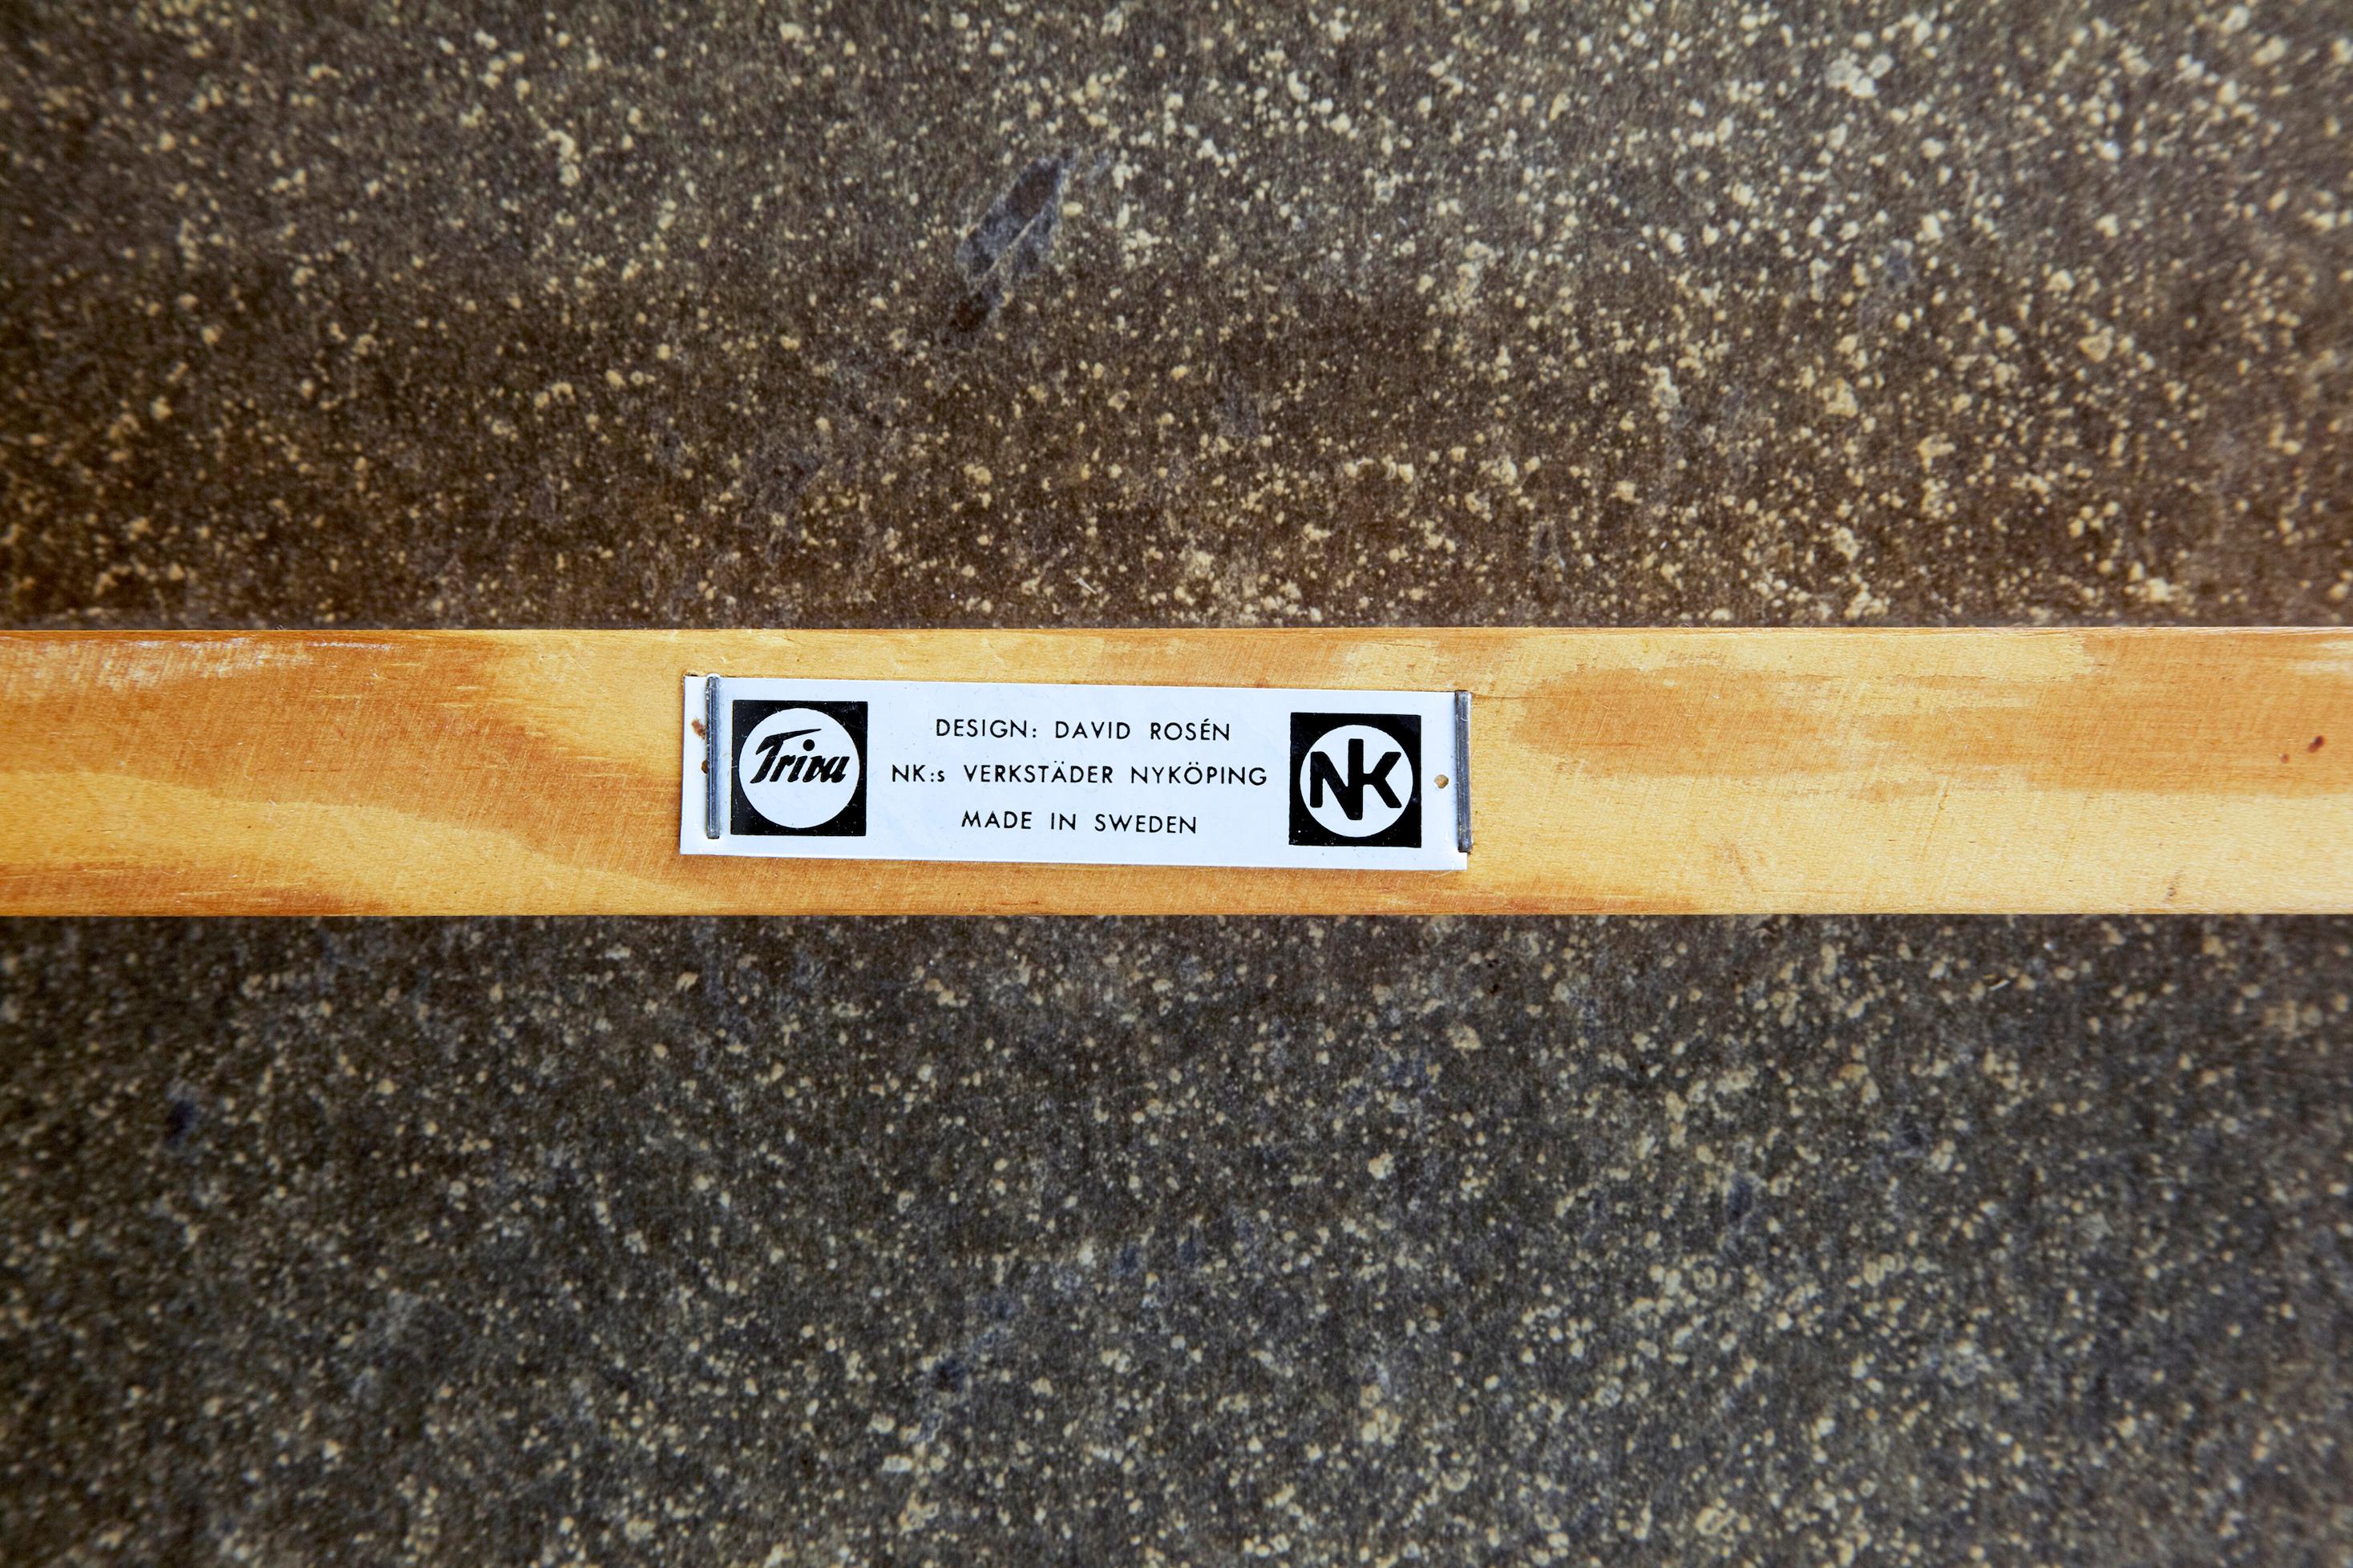 Triva
DESIGN: DAVID ROSÉN
NK:s VERKSTÄDER NYKÖPING
MADE IN SWEDEN
NK